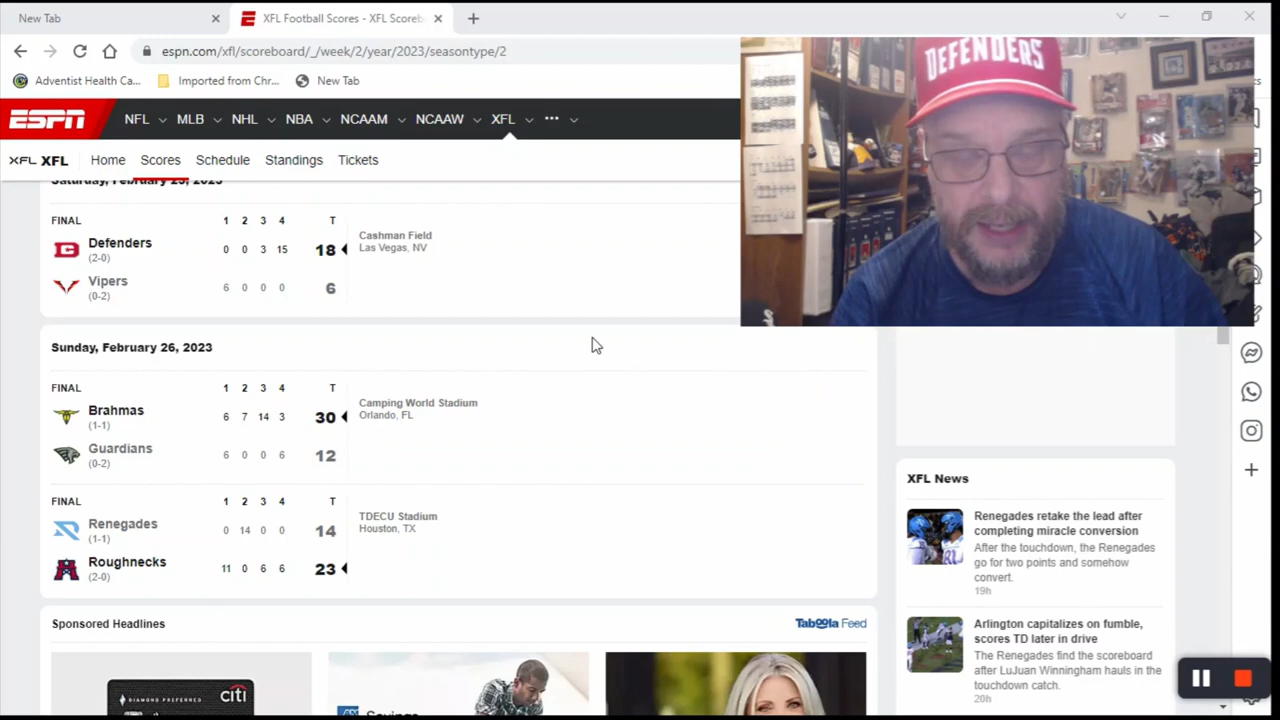 New Tab
XFL Football Scores - XFL Scoreb
espn.com/xfl/scoreboard/_/week/2/year/2023/seasontype/2
Adventist Health Ca...
Imported from Chr...
New Tab
DEFENDERS
ESPN
NFL
MLB
NHL
NBA
NCAAM
NCAAW
XFL
XFL XFL
Home
Scores
Schedule
Standings
Tickets
Saturday, February 25, 2023
FINAL 1 2 3 4 T
Defenders 0 0 3 15 18
(2-0)
Vipers 6 0 0 0 6
(0-2)
Cashman Field
Las Vegas, NV
Sunday, February 26, 2023
FINAL 1 2 3 4 T
Brahmas 6 7 14 3 30
(1-1)
Guardians 6 0 0 6 12
(0-2)
Camping World Stadium
Orlando, FL
FINAL 1 2 3 4 T
Renegades 0 14 0 0 14
(1-1)
Roughnecks 11 0 6 6 23
(2-0)
TDECU Stadium
Houston, TX
XFL News
Renegades retake the lead after
completing miracle conversion
After the touchdown, the Renegades
go for two points and somehow
convert.
19h
Arlington capitalizes on fumble,
scores TD later in drive
The Renegades find the scoreboard
after LuJuan Winningham hauls in the
touchdown catch.
20h
Sponsored Headlines
Taboola Feed
DIAMOND PREFERRED
citi
Savings